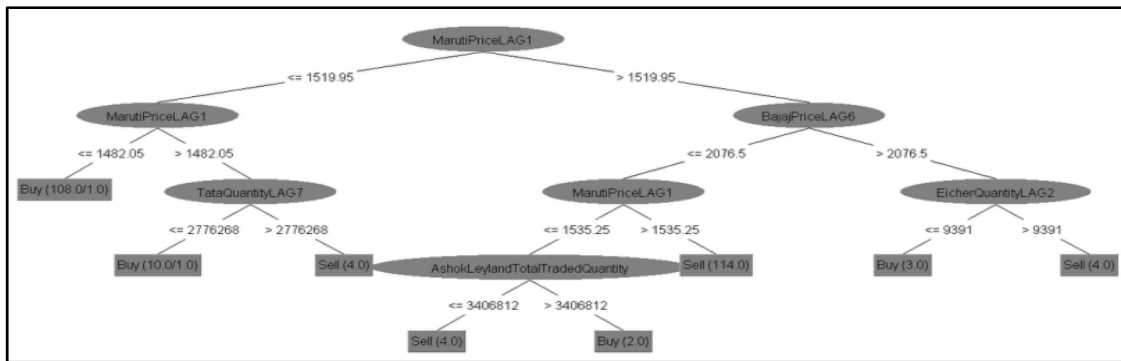 MarutiPriceLAG1
<= 1519.95 > 1519.95
MarutiPriceLAG1 BajajPriceLAG6
<= 1482.05 > 1482.05 <= 2076.5 > 2076.5
Buy (108.0/1.0) TataQuantityLAG7 MarutiPriceLAG1 EicherQuantityLAG2
<= 2776268 > 2776268 <= 1535.25 > 1535.25 <= 9391 > 9391
Buy (10.0/1.0) Sell (4.0) AshokLeylandTotalTradedQuantity Sell (114.0) Buy (3.0) Sell (4.0)
<= 3406812 > 3406812
Sell (4.0) Buy (2.0)